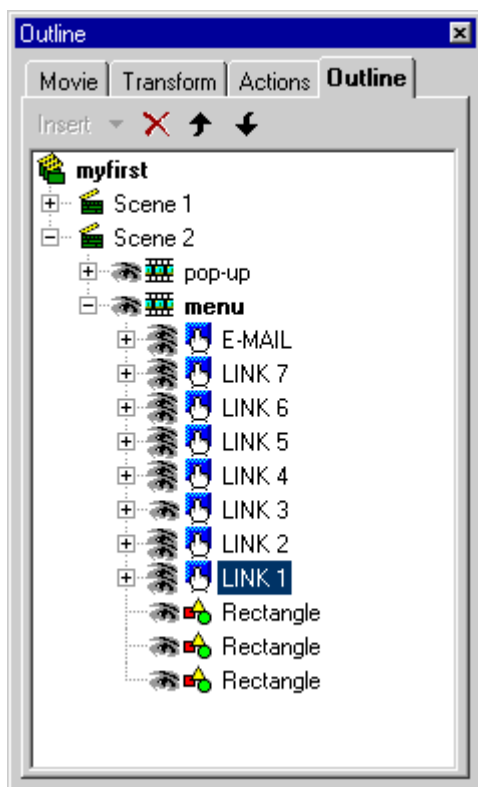 Outline
Movie Transform Actions Outline
Insert
myfirst
Scene 1
Scene 2
pop-up
menu
E-MAIL
LINK 7
LINK 6
LINK 5
LINK 4
LINK 3
LINK 2
LINK 1
Rectangle
Rectangle
Rectangle